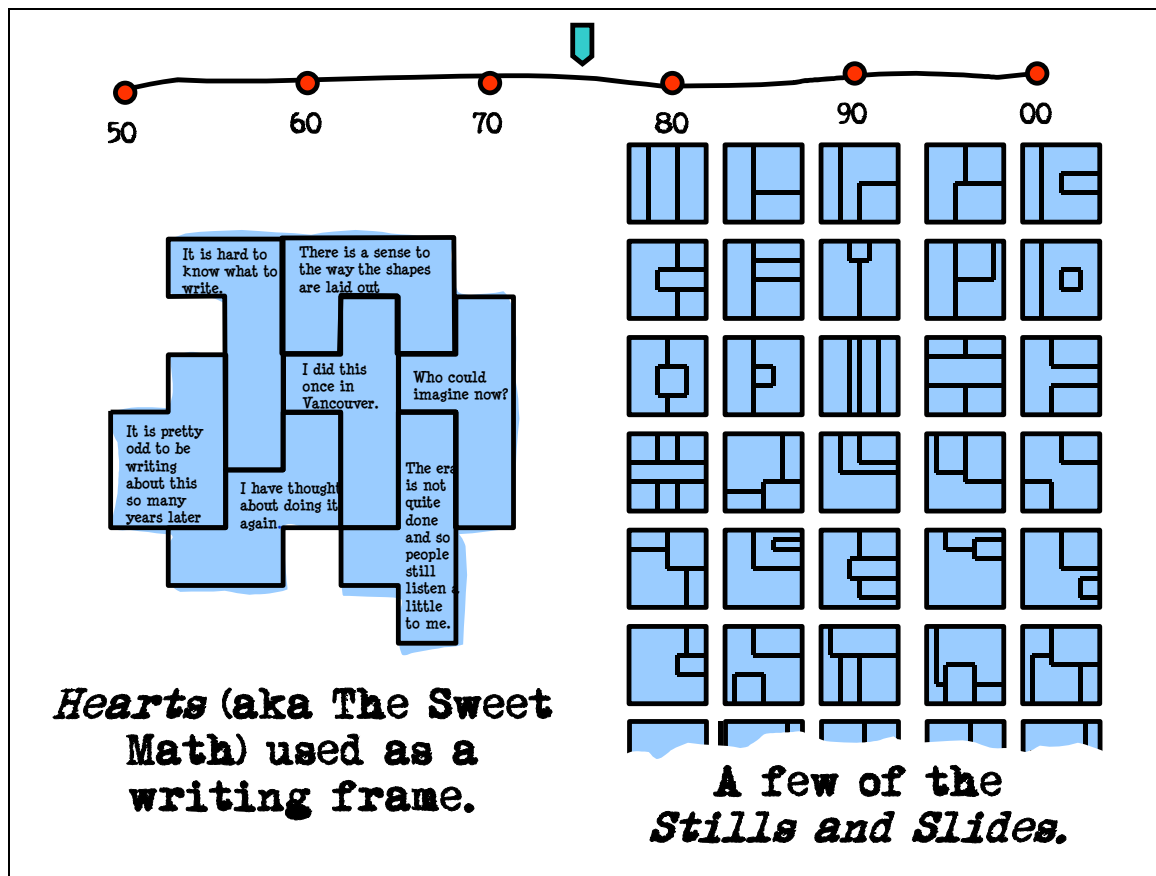 50
60
70
80
90
00
It is hard to
know what to
write.
There is a sense to
the way the shapes
are laid out
I did this
once in
Vancouver.
Who could
imagine now?
It is pretty
odd to be
writing
about this
so many
years later
I have thought
about doing it
again.
The era
is not
quite
done
and so
people
still
listen a
little
to me.
Hearts (aka The Sweet
Math) used as a
writing frame.
A few of the
Stills and Slides.